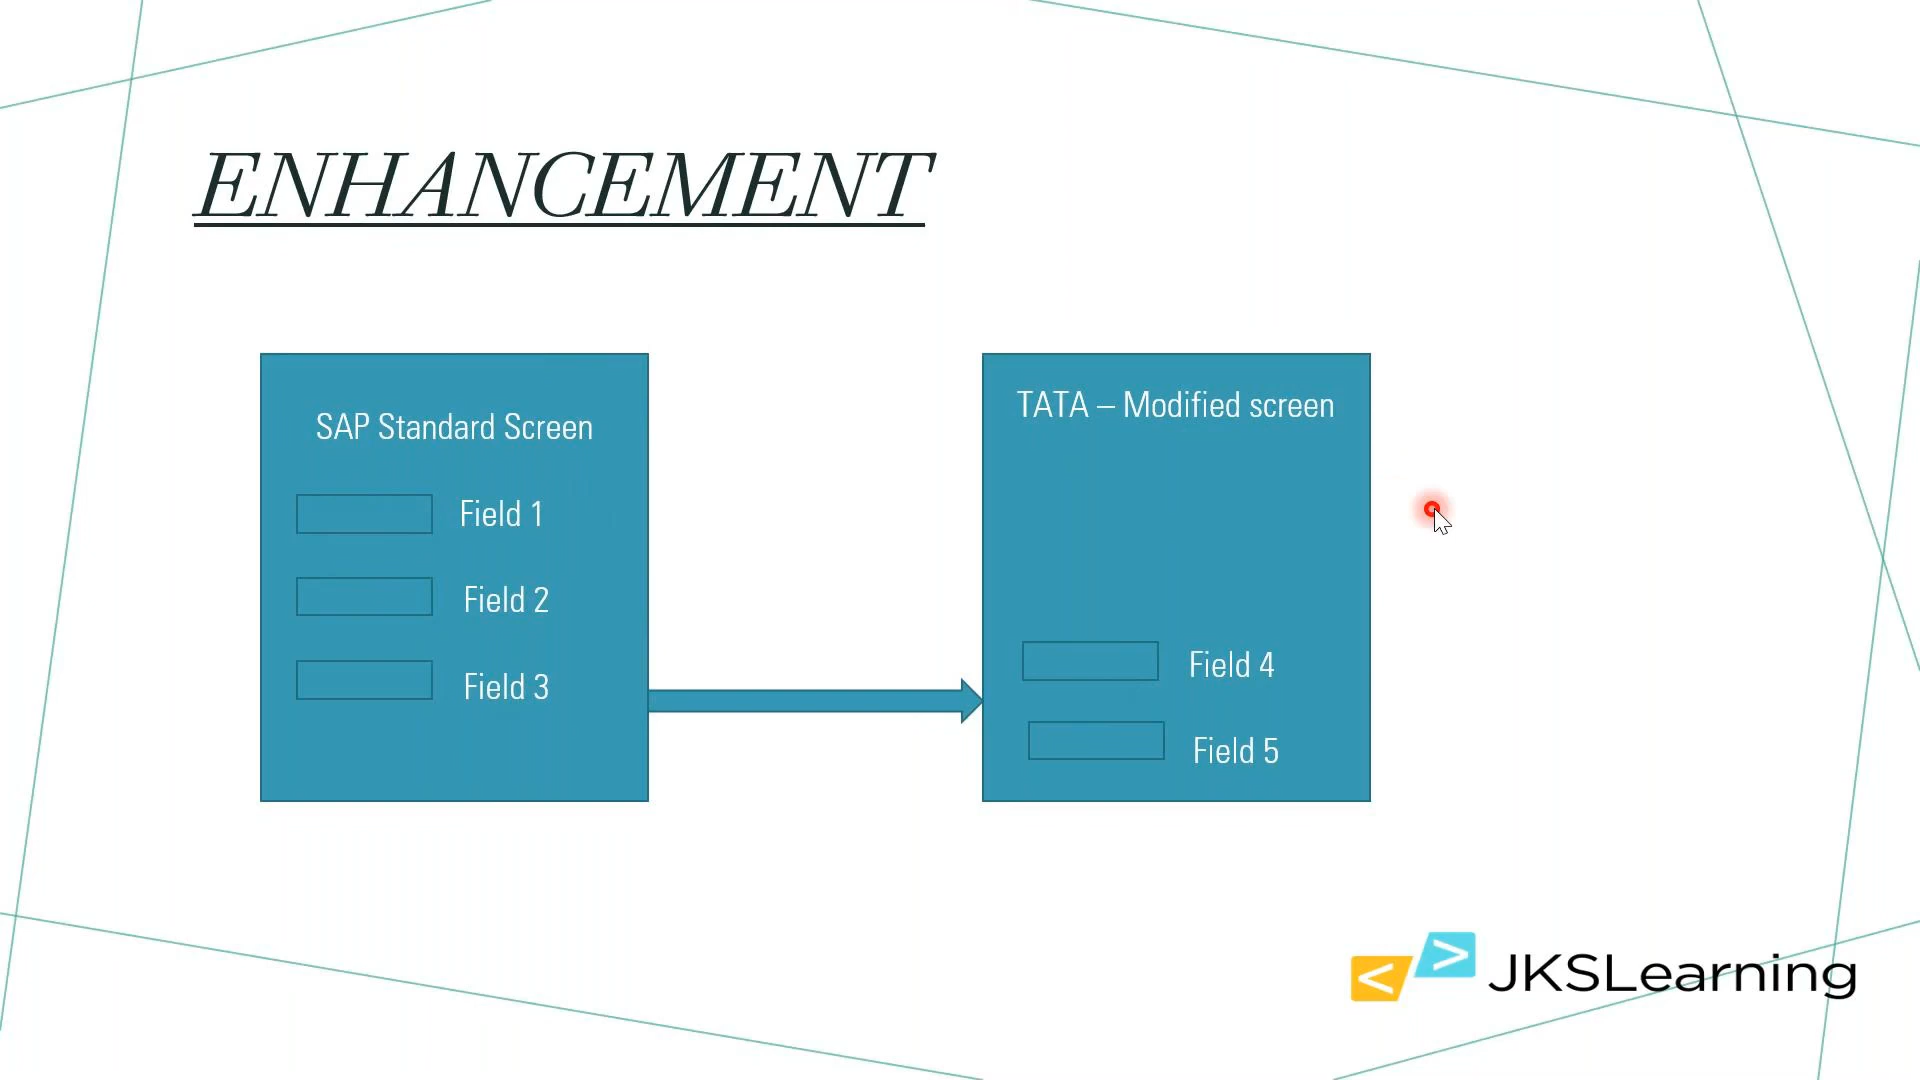 ENHANCEMENT
SAP Standard Screen
Field 1
Field 2
Field 3
TATA – Modified screen
Field 4
Field 5
< > JKSLearning